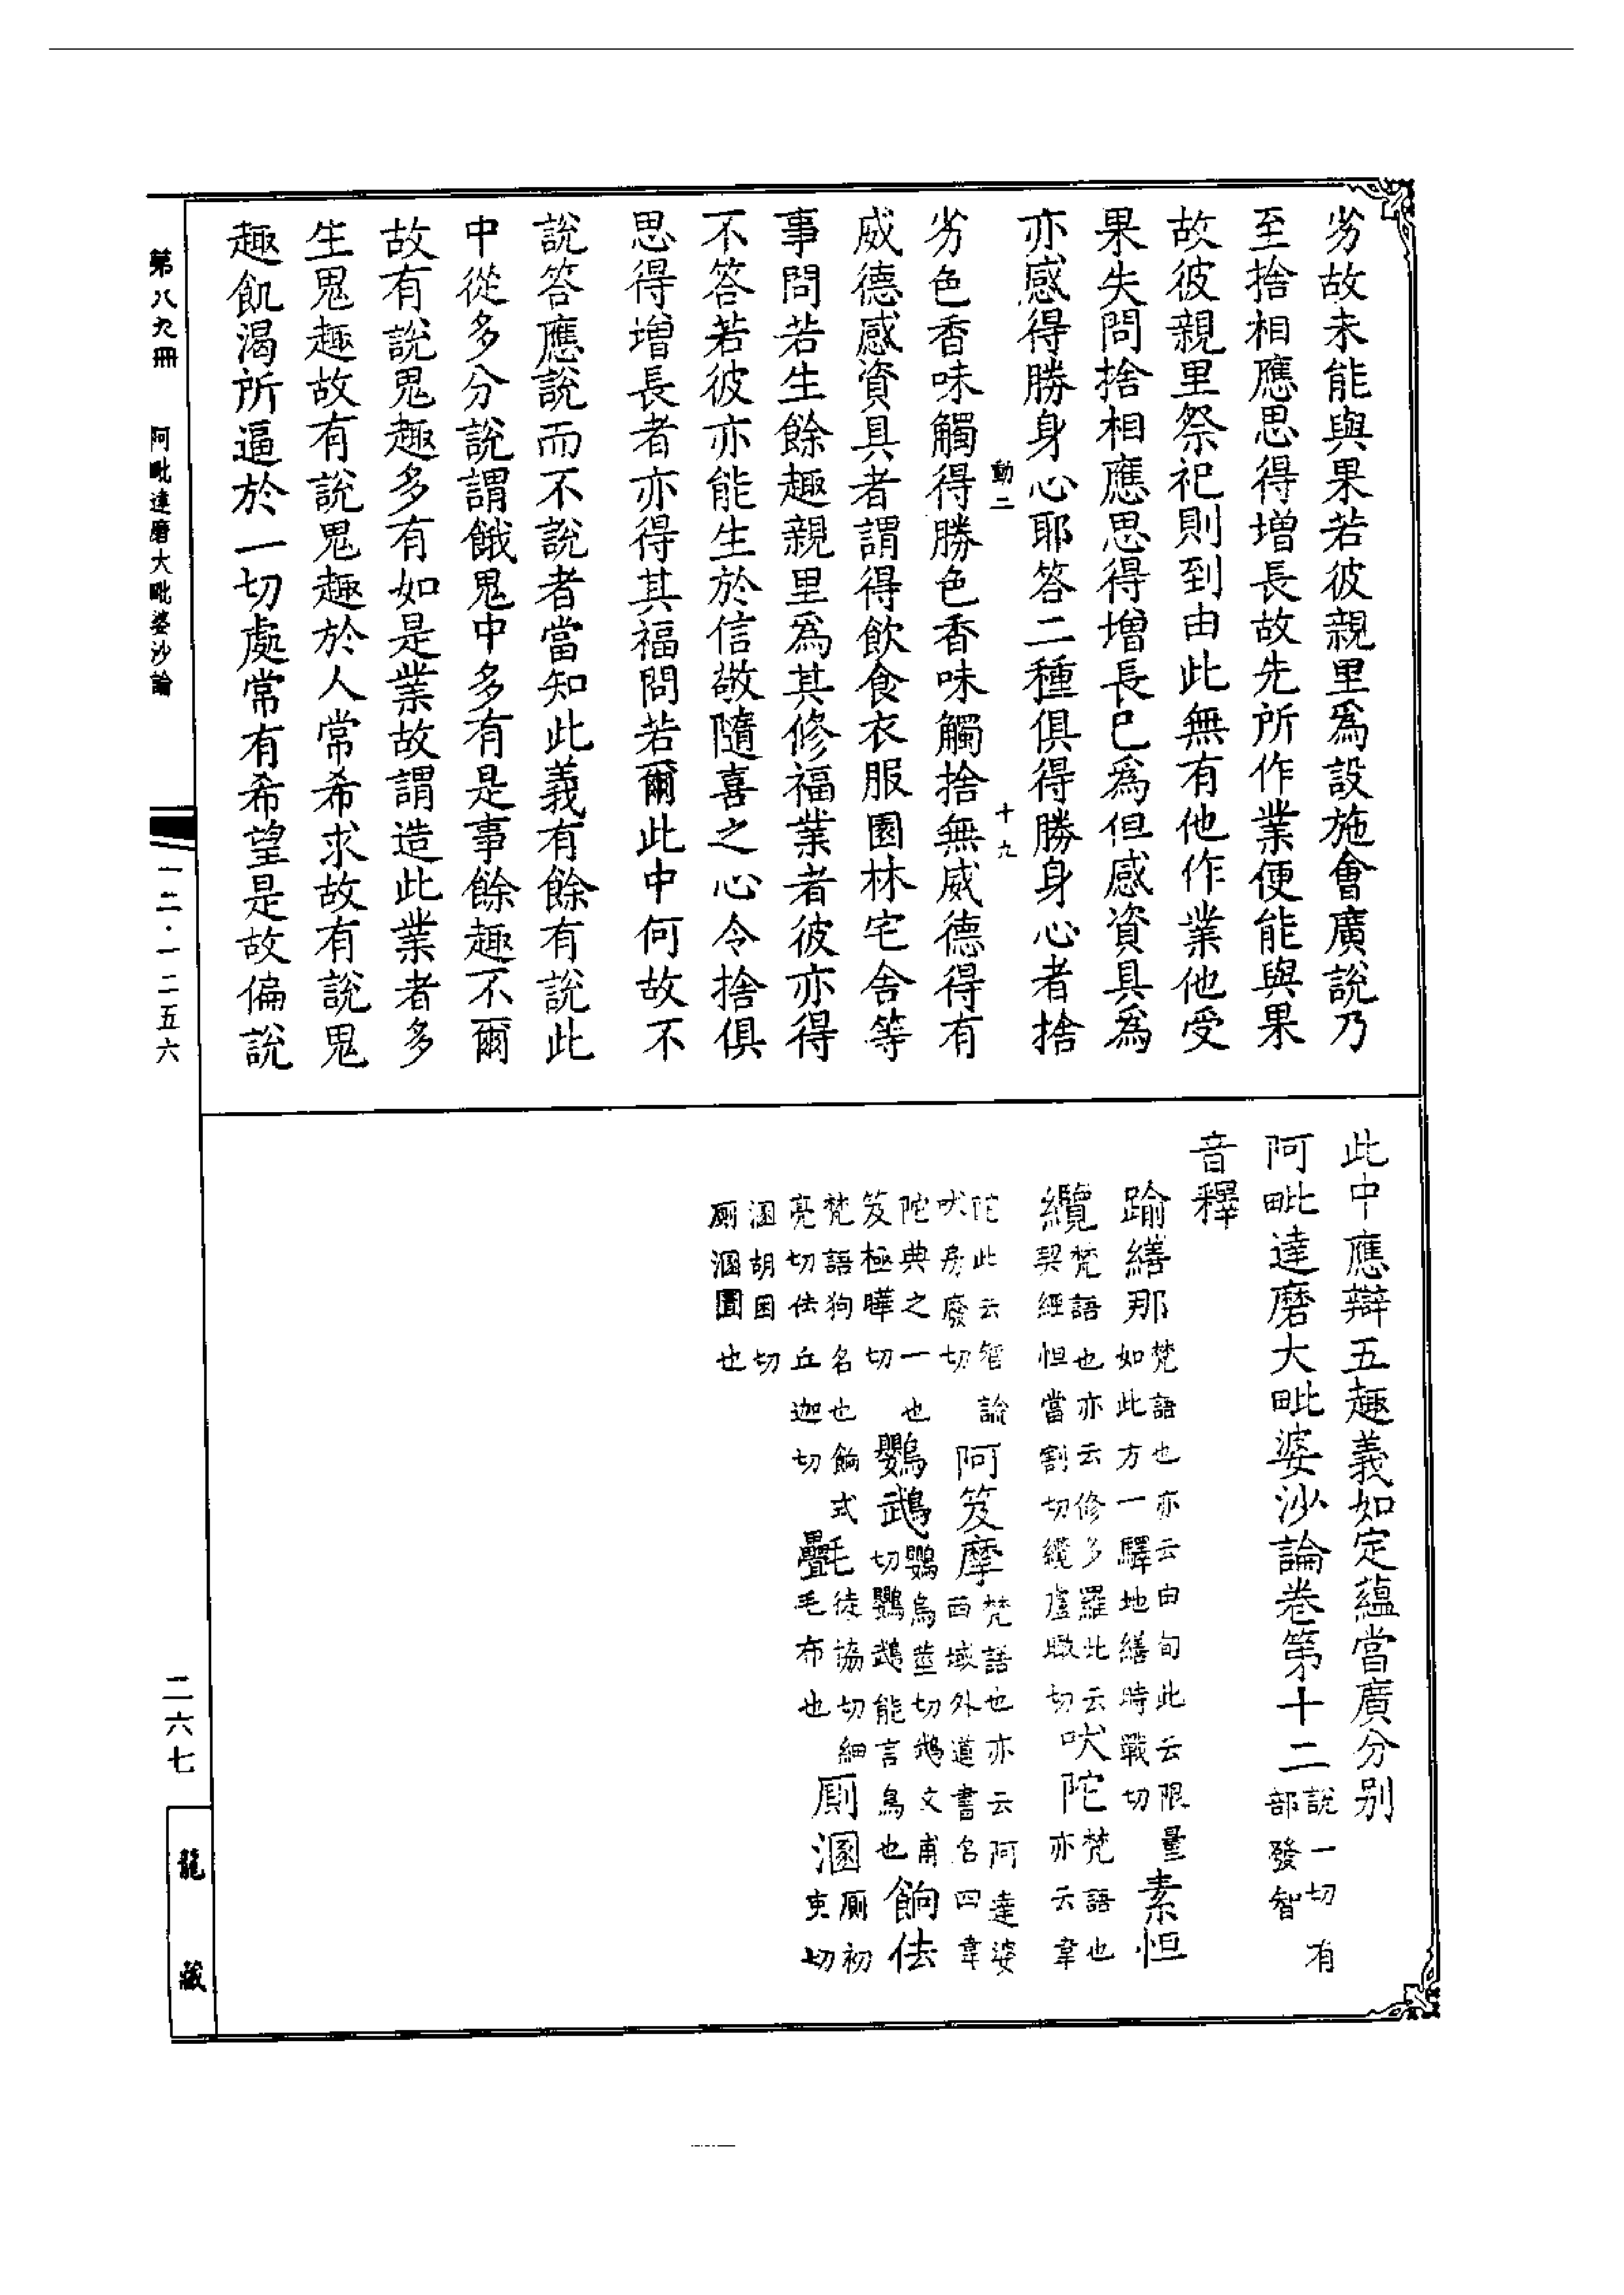 劣故未能與果若彼親里為設施會廣說乃
至捨相應思得增長故先所作業便能與果
故彼親里祭祀則到由此無有他作業他受
果失問捨相應思得增長已為但感資具為
亦感得勝身心耶答二種俱得勝身心者捨
動二 十九
劣色香味觸得勝色香味觸捨無威德得有
威德感資具者謂得飲食衣服園林宅舍等
事問若生餘趣親里為其修福業者彼亦得
不答若彼亦能生於信敬隨喜之心令捨俱
思得增長者亦得其福問若爾此中何故不
說答應說而不說者當知此義有餘有說此
中從多分說謂餓鬼中多有是事餘趣不爾
故有說鬼趣多有如是業故謂造此業者多
生鬼趣故有說鬼趣於人常希求故有說鬼
趣飢渴所逼於一切處常有希望是故偏說
此中應辯五趣義如定蘊當廣分別
阿毗達磨大毗婆沙論卷第十二 說一切有部發智
音釋
踰繕那 梵語也亦云由旬此云限量如此方一驛地繕時戰切 素怛
纜 梵語也亦云修多羅此云契經怛當割切纜盧瞰切 吠陀 梵語也亦云韋
陀此云智論吠房廢切 阿笈摩 梵語也亦云阿達婆西域外道書名四韋
陀典之一也笈極曄切 鸚鵡 鸚烏莖切鵡文甫切鸚鵡能言鳥也 餉佉
梵語狗名也餉式亮切佉丘迦切 㲲 徒協切細毛布也 厠溷 厠初吏切
溷胡困切厠溷圊也
第八九冊 阿毗達磨大毗婆沙論 一二·一二五六 二六七 龍藏